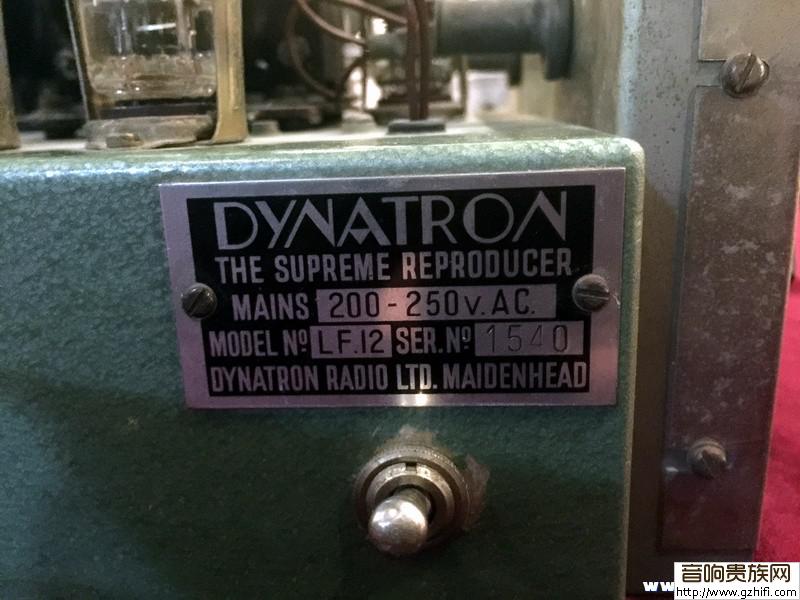 DYNATRON
THE SUPREME REPRODUCER
MAINS 200-250V.AC.
MODEL Nº LF.12 SER.Nº 1540
DYNATRON RADIO LTD. MAIDENHEAD
音响贵族网
http://www.gzhifi.com